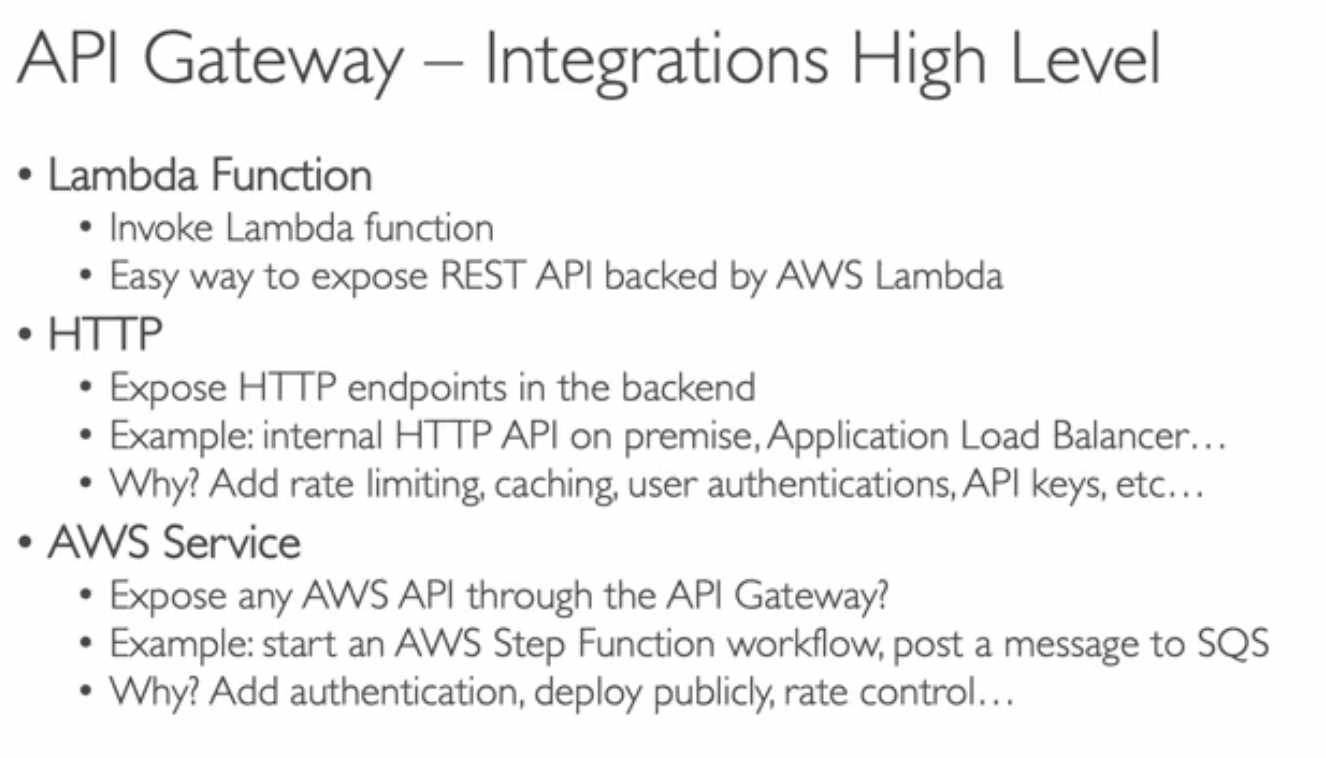 API Gateway – Integrations High Level
• Lambda Function
• Invoke Lambda function
• Easy way to expose REST API backed by AWS Lambda
• HTTP
• Expose HTTP endpoints in the backend
• Example: internal HTTP API on premise, Application Load Balancer…
• Why? Add rate limiting, caching, user authentications, API keys, etc…
• AWS Service
• Expose any AWS API through the API Gateway?
• Example: start an AWS Step Function workflow, post a message to SQS
• Why? Add authentication, deploy publicly, rate control…